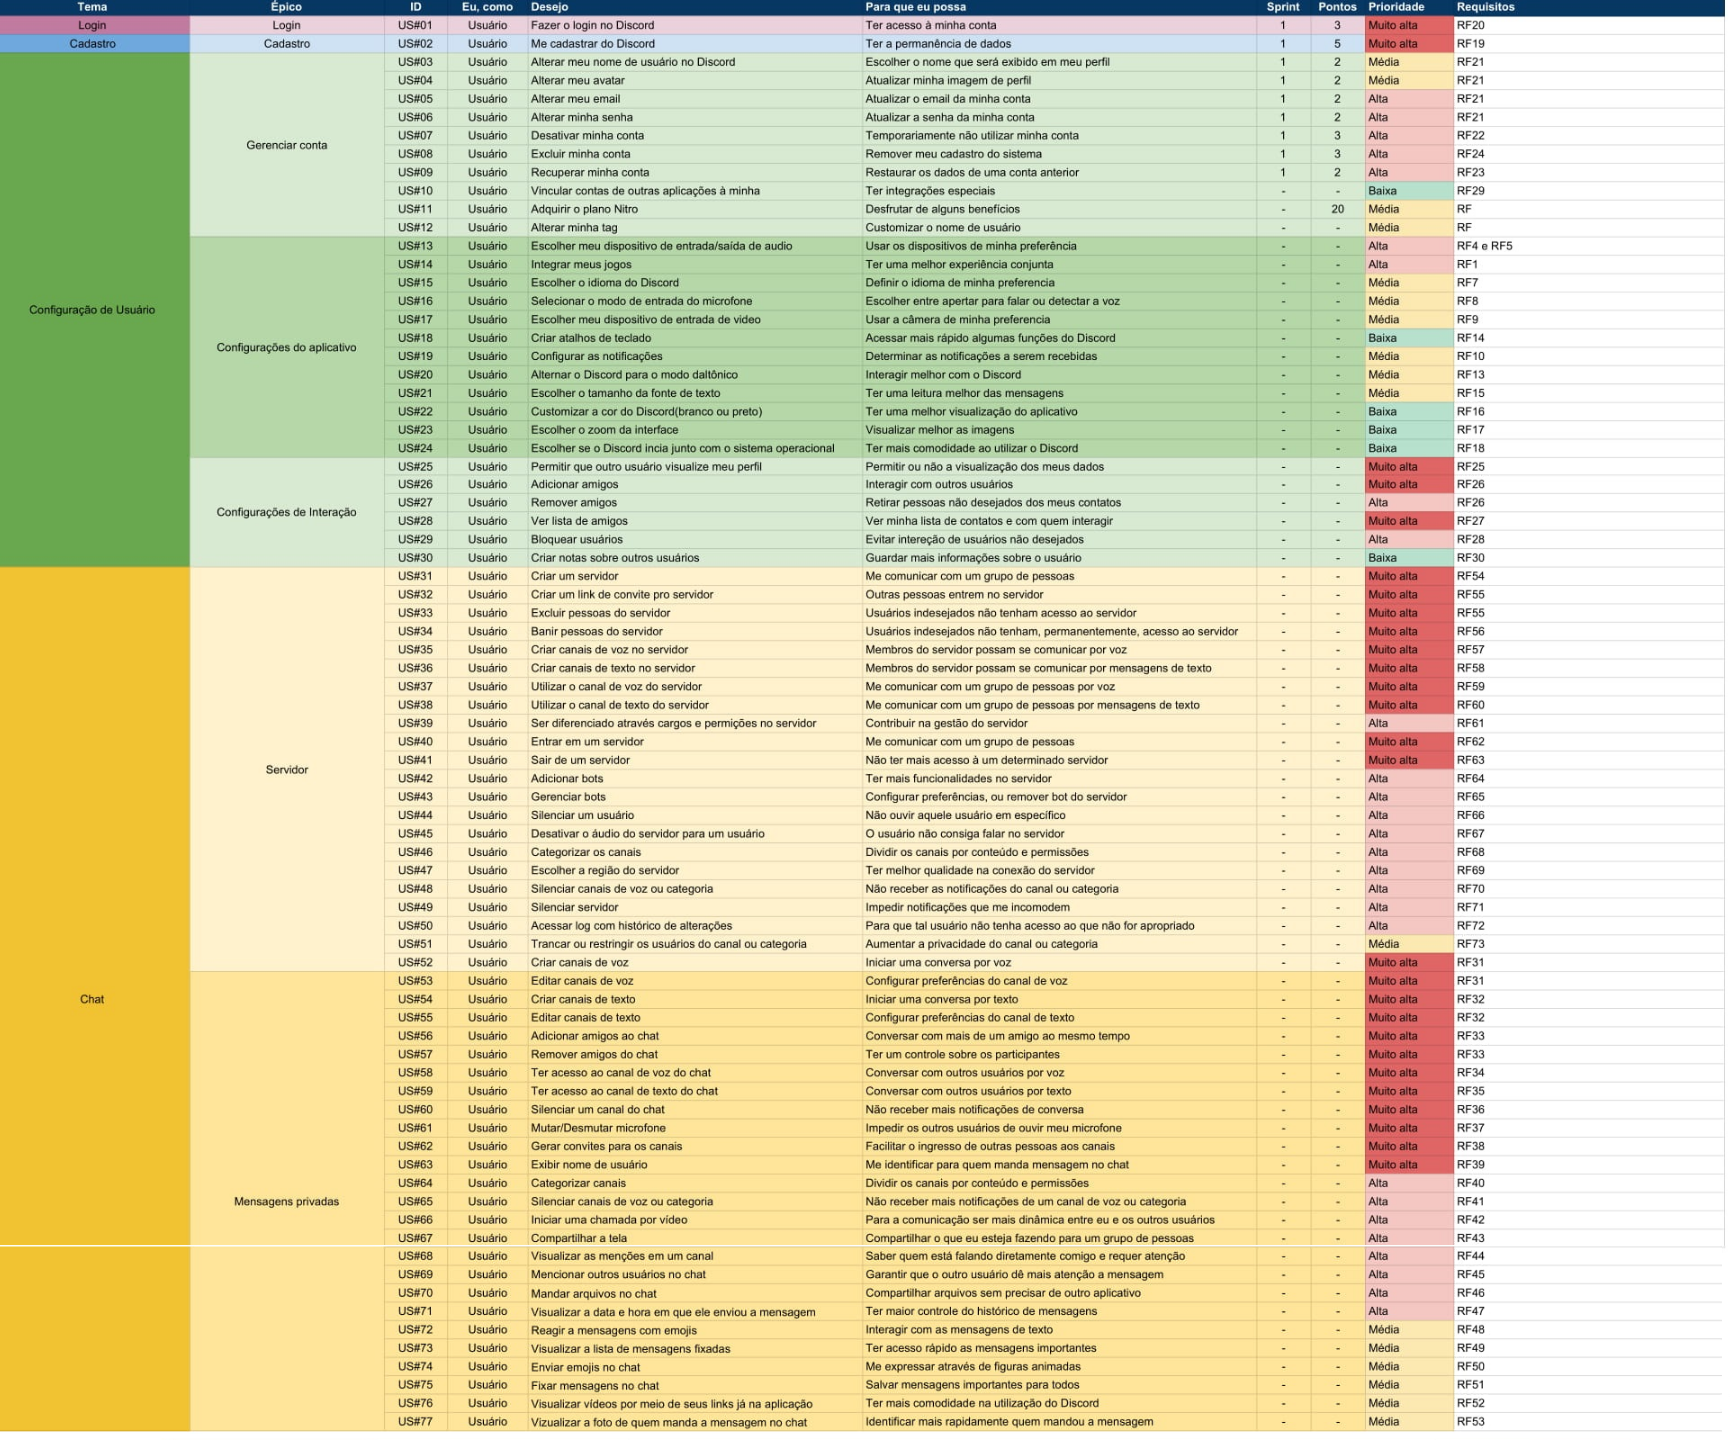 Tema Épico ID Eu, como Desejo Para que eu possa Sprint Pontos Prioridade Requisitos
Login Login US#01 Usuário Fazer o login no Discord Ter acesso à minha conta 1 3 Muito alta RF20
Cadastro Cadastro US#02 Usuário Me cadastrar do Discord Ter a permanência de dados 1 5 Muito alta RF19
US#03 Usuário Alterar meu nome de usuário no Discord Escolher o nome que será exibido em meu perfil 1 2 Média RF21
US#04 Usuário Alterar meu avatar Atualizar minha imagem de perfil 1 2 Média RF21
US#05 Usuário Alterar meu email Atualizar o email da minha conta 1 2 Alta RF21
US#06 Usuário Alterar minha senha Atualizar a senha da minha conta 1 2 Alta RF21
US#07 Usuário Desativar minha conta Temporariamente não utilizar minha conta 1 3 Alta RF22
Gerenciar conta
US#08 Usuário Excluir minha conta Remover meu cadastro do sistema 1 3 Alta RF24
US#09 Usuário Recuperar minha conta Restaurar os dados de uma conta anterior 1 2 Alta RF23
US#10 Usuário Vincular contas de outras aplicações à minha Ter integrações especiais - - Baixa RF29
US#11 Usuário Adquirir o plano Nitro Desfrutar de alguns benefícios - 20 Média RF
US#12 Usuário Alterar minha tag Customizar o nome de usuário - - Média RF
US#13 Usuário Escolher meu dispositivo de entrada/saída de audio Usar os dispositivos de minha preferência - - Alta RF4 e RF5
US#14 Usuário Integrar meus jogos Ter uma melhor experiência conjunta - - Alta RF1
US#15 Usuário Escolher o idioma do Discord Definir o idioma de minha preferencia - - Média RF7
US#16 Usuário Selecionar o modo de entrada do microfone Escolher entre apertar para falar ou detectar a voz - - Média RF8
Configuração de Usuário
US#17 Usuário Escolher meu dispositivo de entrada de video Usar a câmera de minha preferencia - - Média RF9
US#18 Usuário Criar atalhos de teclado Acessar mais rápido algumas funções do Discord - - Baixa RF14
Configurações do aplicativo
US#19 Usuário Configurar as notificações Determinar as notificações a serem recebidas - - Média RF10
US#20 Usuário Alternar o Discord para o modo daltônico Interagir melhor com o Discord - - Média RF13
US#21 Usuário Escolher o tamanho da fonte de texto Ter uma leitura melhor das mensagens - - Média RF15
US#22 Usuário Customizar a cor do Discord(branco ou preto) Ter uma melhor visualização do aplicativo - - Baixa RF16
US#23 Usuário Escolher o zoom da interface Visualizar melhor as imagens - - Baixa RF17
US#24 Usuário Escolher se o Discord incia junto com o sistema operacional Ter mais comodidade ao utilizar o Discord - - Baixa RF18
US#25 Usuário Permitir que outro usuário visualize meu perfil Permitir ou não a visualização dos meus dados - - Muito alta RF25
US#26 Usuário Adicionar amigos Interagir com outros usuários - - Muito alta RF26
US#27 Usuário Remover amigos Retirar pessoas não desejados dos meus contatos - - Alta RF26
Configurações de Interação
US#28 Usuário Ver lista de amigos Ver minha lista de contatos e com quem interagir - - Muito alta RF27
US#29 Usuário Bloquear usuários Evitar intereção de usuários não desejados - - Alta RF28
US#30 Usuário Criar notas sobre outros usuários Guardar mais informações sobre o usuário - - Baixa RF30
US#31 Usuário Criar um servidor Me comunicar com um grupo de pessoas - - Muito alta RF54
US#32 Usuário Criar um link de convite pro servidor Outras pessoas entrem no servidor - - Muito alta RF55
US#33 Usuário Excluir pessoas do servidor Usuários indesejados não tenham acesso ao servidor - - Muito alta RF55
US#34 Usuário Banir pessoas do servidor Usuários indesejados não tenham, permanentemente, acesso ao servidor - - Muito alta RF56
US#35 Usuário Criar canais de voz no servidor Membros do servidor possam se comunicar por voz - - Muito alta RF57
US#36 Usuário Criar canais de texto no servidor Membros do servidor possam se comunicar por mensagens de texto - - Muito alta RF58
US#37 Usuário Utilizar o canal de voz do servidor Me comunicar com um grupo de pessoas por voz - - Muito alta RF59
US#38 Usuário Utilizar o canal de texto do servidor Me comunicar com um grupo de pessoas por mensagens de texto - - Muito alta RF60
US#39 Usuário Ser diferenciado através cargos e permições no servidor Contribuir na gestão do servidor - - Alta RF61
US#40 Usuário Entrar em um servidor Me comunicar com um grupo de pessoas - - Muito alta RF62
US#41 Usuário Sair de um servidor Não ter mais acesso à um determinado servidor - - Muito alta RF63
Servidor
US#42 Usuário Adicionar bots Ter mais funcionalidades no servidor - - Alta RF64
US#43 Usuário Gerenciar bots Configurar preferências, ou remover bot do servidor - - Alta RF65
US#44 Usuário Silenciar um usuário Não ouvir aquele usuário em específico - - Alta RF66
US#45 Usuário Desativar o áudio do servidor para um usuário O usuário não consiga falar no servidor - - Alta RF67
US#46 Usuário Categorizar os canais Dividir os canais por conteúdo e permissões - - Alta RF68
US#47 Usuário Escolher a região do servidor Ter melhor qualidade na conexão do servidor - - Alta RF69
US#48 Usuário Silenciar canais de voz ou categoria Não receber as notificações do canal ou categoria - - Alta RF70
US#49 Usuário Silenciar servidor Impedir notificações que me incomodem - - Alta RF71
US#50 Usuário Acessar log com histórico de alterações Para que tal usuário não tenha acesso ao que não for apropriado - - Alta RF72
US#51 Usuário Trancar ou restringir os usuários do canal ou categoria Aumentar a privacidade do canal ou categoria - - Média RF73
US#52 Usuário Criar canais de voz Iniciar uma conversa por voz - - Muito alta RF31
US#53 Usuário Editar canais de voz Configurar preferências do canal de voz - - Muito alta RF31
Chat
US#54 Usuário Criar canais de texto Iniciar uma conversa por texto - - Muito alta RF32
US#55 Usuário Editar canais de texto Configurar preferências do canal de texto - - Muito alta RF32
US#56 Usuário Adicionar amigos ao chat Conversar com mais de um amigo ao mesmo tempo - - Muito alta RF33
US#57 Usuário Remover amigos do chat Ter um controle sobre os participantes - - Muito alta RF33
US#58 Usuário Ter acesso ao canal de voz do chat Conversar com outros usuários por voz - - Muito alta RF34
US#59 Usuário Ter acesso ao canal de texto do chat Conversar com outros usuários por texto - - Muito alta RF35
US#60 Usuário Silenciar um canal do chat Não receber mais notificações de conversa - - Muito alta RF36
US#61 Usuário Mutar/Desmutar microfone Impedir os outros usuários de ouvir meu microfone - - Muito alta RF37
US#62 Usuário Gerar convites para os canais Facilitar o ingresso de outras pessoas aos canais - - Muito alta RF38
US#63 Usuário Exibir nome de usuário Me identificar para quem manda mensagem no chat - - Muito alta RF39
US#64 Usuário Categorizar canais Dividir os canais por conteúdo e permissões - - Alta RF40
Mensagens privadas
US#65 Usuário Silenciar canais de voz ou categoria Não receber mais notificações de um canal de voz ou categoria - - Alta RF41
US#66 Usuário Iniciar uma chamada por vídeo Para a comunicação ser mais dinâmica entre eu e os outros usuários - - Alta RF42
US#67 Usuário Compartilhar a tela Compartilhar o que eu esteja fazendo para um grupo de pessoas - - Alta RF43
US#68 Usuário Visualizar as menções em um canal Saber quem está falando diretamente comigo e requer atenção - - Alta RF44
US#69 Usuário Mencionar outros usuários no chat Garantir que o outro usuário dê mais atenção a mensagem - - Alta RF45
US#70 Usuário Mandar arquivos no chat Compartilhar arquivos sem precisar de outro aplicativo - - Alta RF46
US#71 Usuário Visualizar a data e hora em que ele enviou a mensagem Ter maior controle do histórico de mensagens - - Alta RF47
US#72 Usuário Reagir a mensagens com emojis Interagir com as mensagens de texto - - Média RF48
US#73 Usuário Visualizar a lista de mensagens fixadas Ter acesso rápido as mensagens importantes - - Média RF49
US#74 Usuário Enviar emojis no chat Me expressar através de figuras animadas - - Média RF50
US#75 Usuário Fixar mensagens no chat Salvar mensagens importantes para todos - - Média RF51
US#76 Usuário Visualizar vídeos por meio de seus links já na aplicação Ter mais comodidade na utilização do Discord - - Média RF52
US#77 Usuário Vizualizar a foto de quem manda a mensagem no chat Identificar mais rapidamente quem mandou a mensagem - - Média RF53